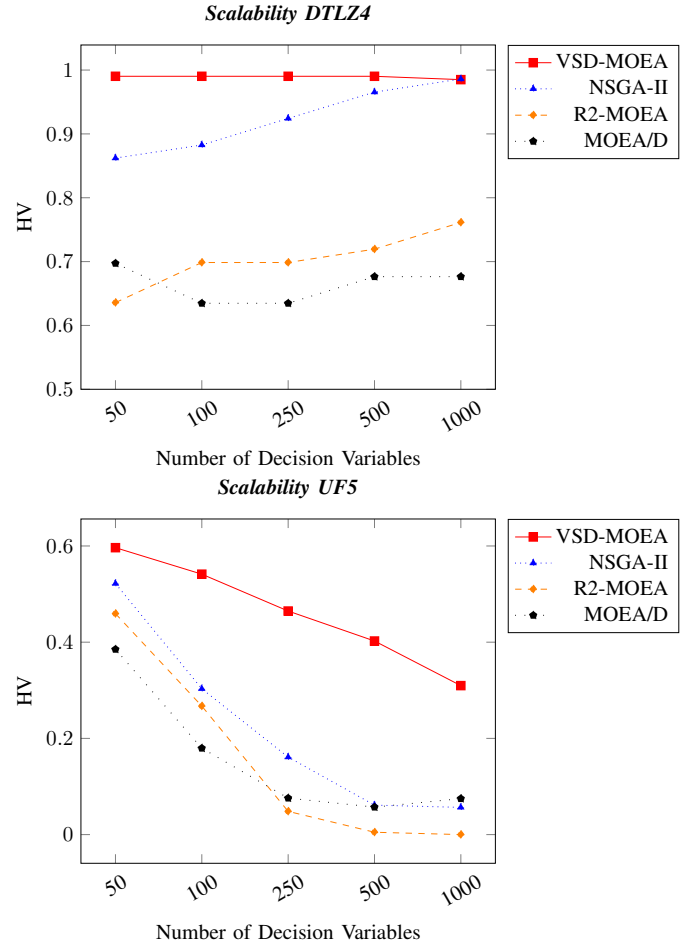 Scalability DTLZ4
1
0.9
0.8
0.7
0.6
0.5
HV
50
100
250
500
1000
Number of Decision Variables
VSD-MOEA
NSGA-II
R2-MOEA
MOEA/D
Scalability UF5
0.6
0.4
0.2
0
HV
50
100
250
500
1000
Number of Decision Variables
VSD-MOEA
NSGA-II
R2-MOEA
MOEA/D